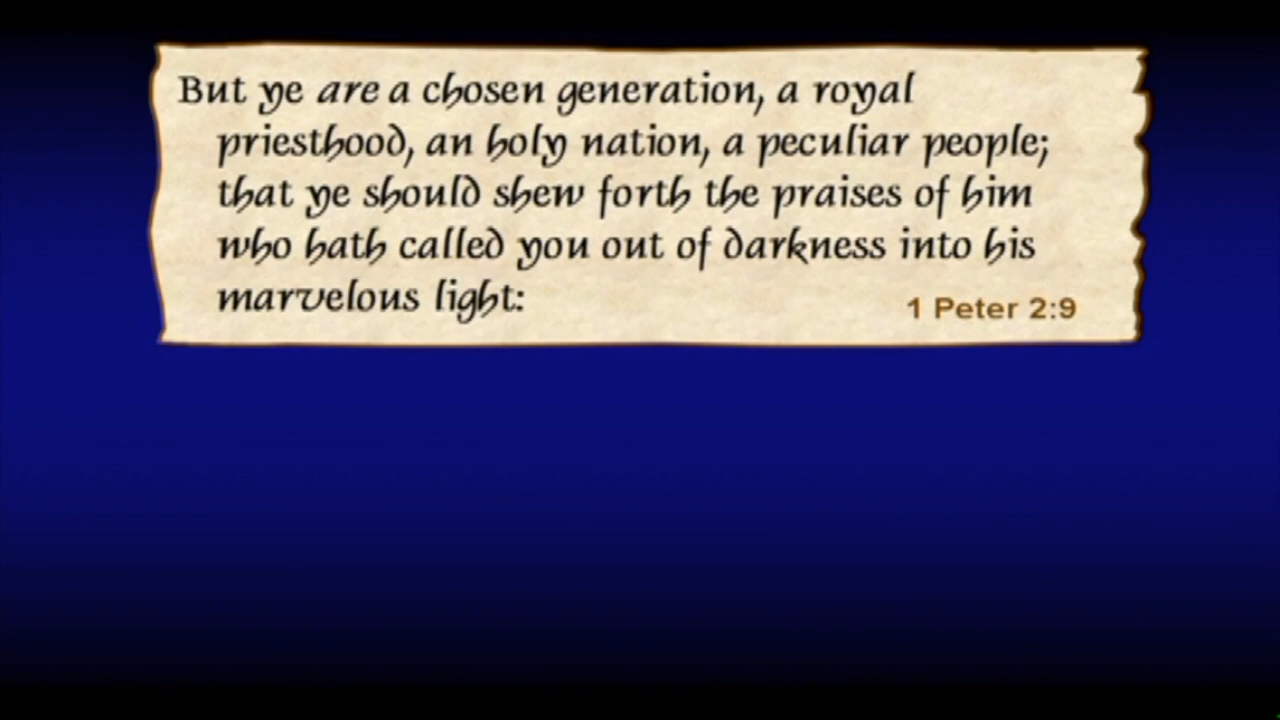 But ye are a chosen generation, a royal
priesthood, an holy nation, a peculiar people;
that ye should shew forth the praises of him
who hath called you out of darkness into his
marvelous light:
1 Peter 2:9